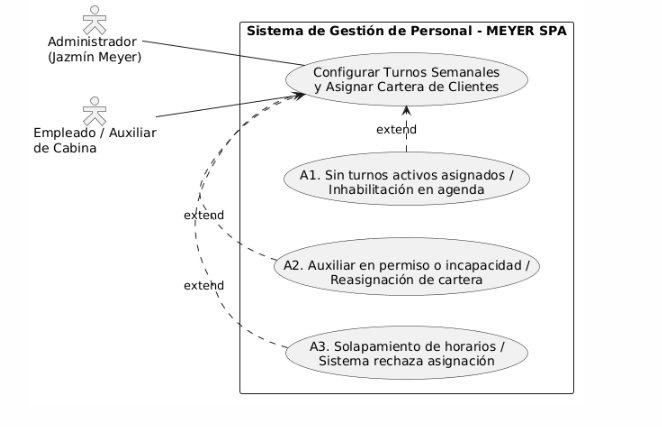 Sistema de Gestión de Personal - MEYER SPA
Administrador
(Jazmín Meyer)
Configurar Turnos Semanales
y Asignar Cartera de Clientes
Empleado / Auxiliar
de Cabina
extend
A1. Sin turnos activos asignados /
Inhabilitación en agenda
extend
A2. Auxiliar en permiso o incapacidad /
Reasignación de cartera
extend
A3. Solapamiento de horarios /
Sistema rechaza asignación